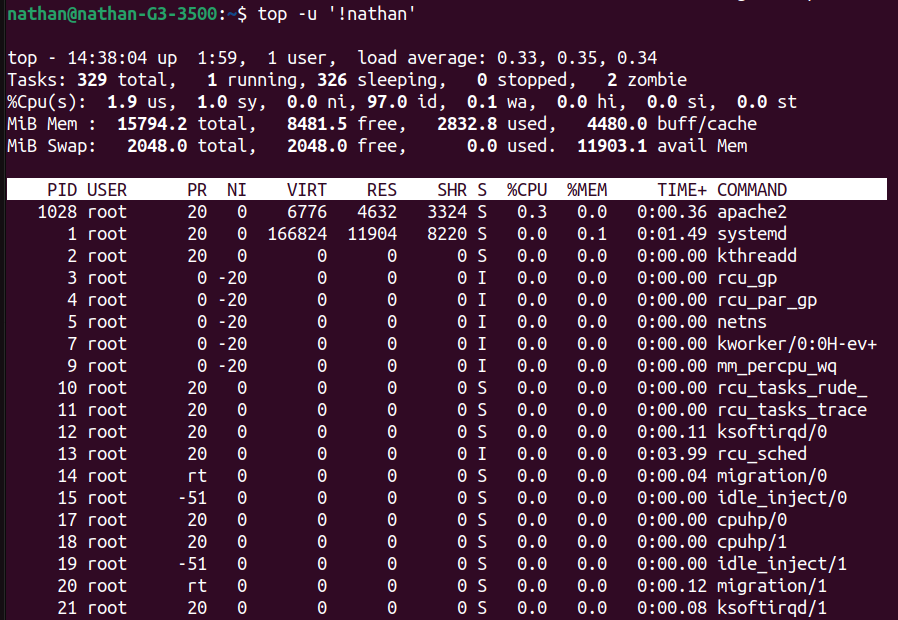 nathan@nathan-G3-3500:~$ top -u '!nathan'
top - 14:38:04 up  1:59,  1 user,  load average: 0.33, 0.35, 0.34
Tasks: 329 total,   1 running, 326 sleeping,   0 stopped,   2 zombie
%Cpu(s):  1.9 us,  1.0 sy,  0.0 ni, 97.0 id,  0.1 wa,  0.0 hi,  0.0 si,  0.0 st
MiB Mem :  15794.2 total,   8481.5 free,   2832.8 used,   4480.0 buff/cache
MiB Swap:   2048.0 total,   2048.0 free,      0.0 used.  11903.1 avail Mem
    PID USER      PR  NI    VIRT    RES    SHR S  %CPU  %MEM     TIME+ COMMAND
   1028 root      20   0    6776   4632   3324 S   0.3   0.0   0:00.36 apache2
      1 root      20   0  166824  11904   8220 S   0.0   0.1   0:01.49 systemd
      2 root      20   0       0      0      0 S   0.0   0.0   0:00.00 kthreadd
      3 root       0 -20       0      0      0 I   0.0   0.0   0:00.00 rcu_gp
      4 root       0 -20       0      0      0 I   0.0   0.0   0:00.00 rcu_par_gp
      5 root       0 -20       0      0      0 I   0.0   0.0   0:00.00 netns
      7 root       0 -20       0      0      0 I   0.0   0.0   0:00.00 kworker/0:0H-ev+
      9 root       0 -20       0      0      0 I   0.0   0.0   0:00.00 mm_percpu_wq
     10 root      20   0       0      0      0 S   0.0   0.0   0:00.00 rcu_tasks_rude_
     11 root      20   0       0      0      0 S   0.0   0.0   0:00.00 rcu_tasks_trace
     12 root      20   0       0      0      0 S   0.0   0.0   0:00.11 ksoftirqd/0
     13 root      20   0       0      0      0 I   0.0   0.0   0:03.99 rcu_sched
     14 root      rt   0       0      0      0 S   0.0   0.0   0:00.04 migration/0
     15 root     -51   0       0      0      0 S   0.0   0.0   0:00.00 idle_inject/0
     17 root      20   0       0      0      0 S   0.0   0.0   0:00.00 cpuhp/0
     18 root      20   0       0      0      0 S   0.0   0.0   0:00.00 cpuhp/1
     19 root     -51   0       0      0      0 S   0.0   0.0   0:00.00 idle_inject/1
     20 root      rt   0       0      0      0 S   0.0   0.0   0:00.12 migration/1
     21 root      20   0       0      0      0 S   0.0   0.0   0:00.08 ksoftirqd/1